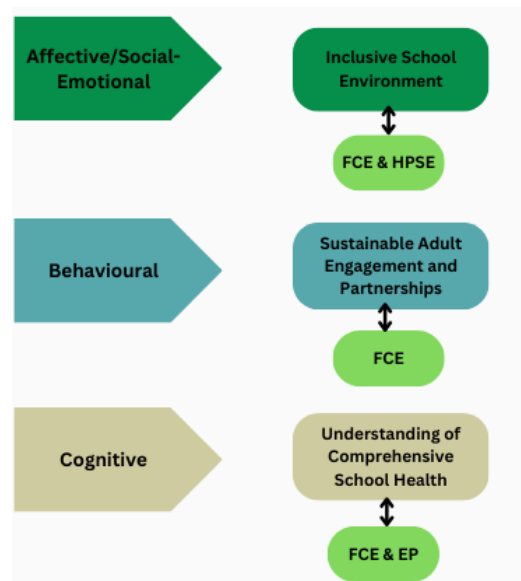 Affective/Social-
Emotional
Inclusive School
Environment
FCE & HPSE
Behavioural
Sustainable Adult
Engagement and
Partnerships
FCE
Cognitive
Understanding of
Comprehensive
School Health
FCE & EP